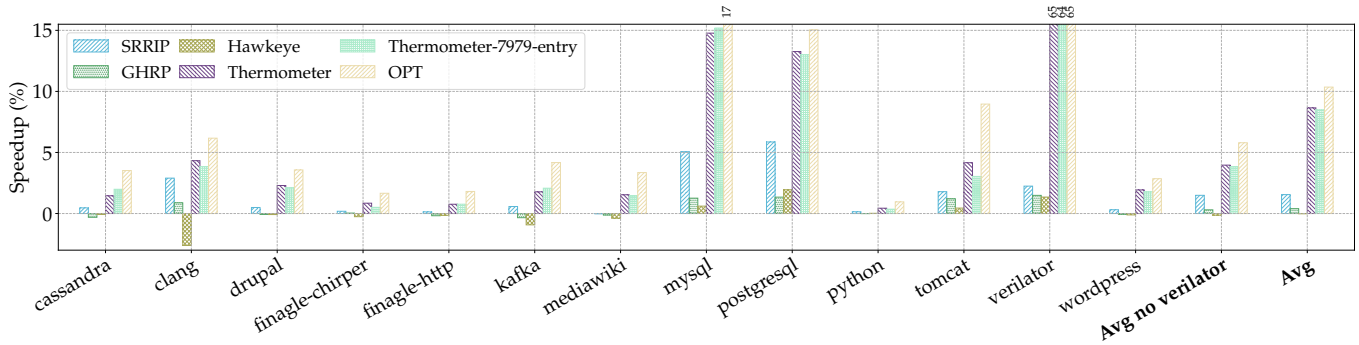 17
65
64
65
15
10
5
0
Speedup (%)
SRRIP
GHRP
Hawkeye
Thermometer
Thermometer-7979-entry
OPT
cassandra
clang
drupal
finagle-chirper
finagle-http
kafka
mediawiki
mysql
postgresql
python
tomcat
verilator
wordpress
Avg no verilator
Avg